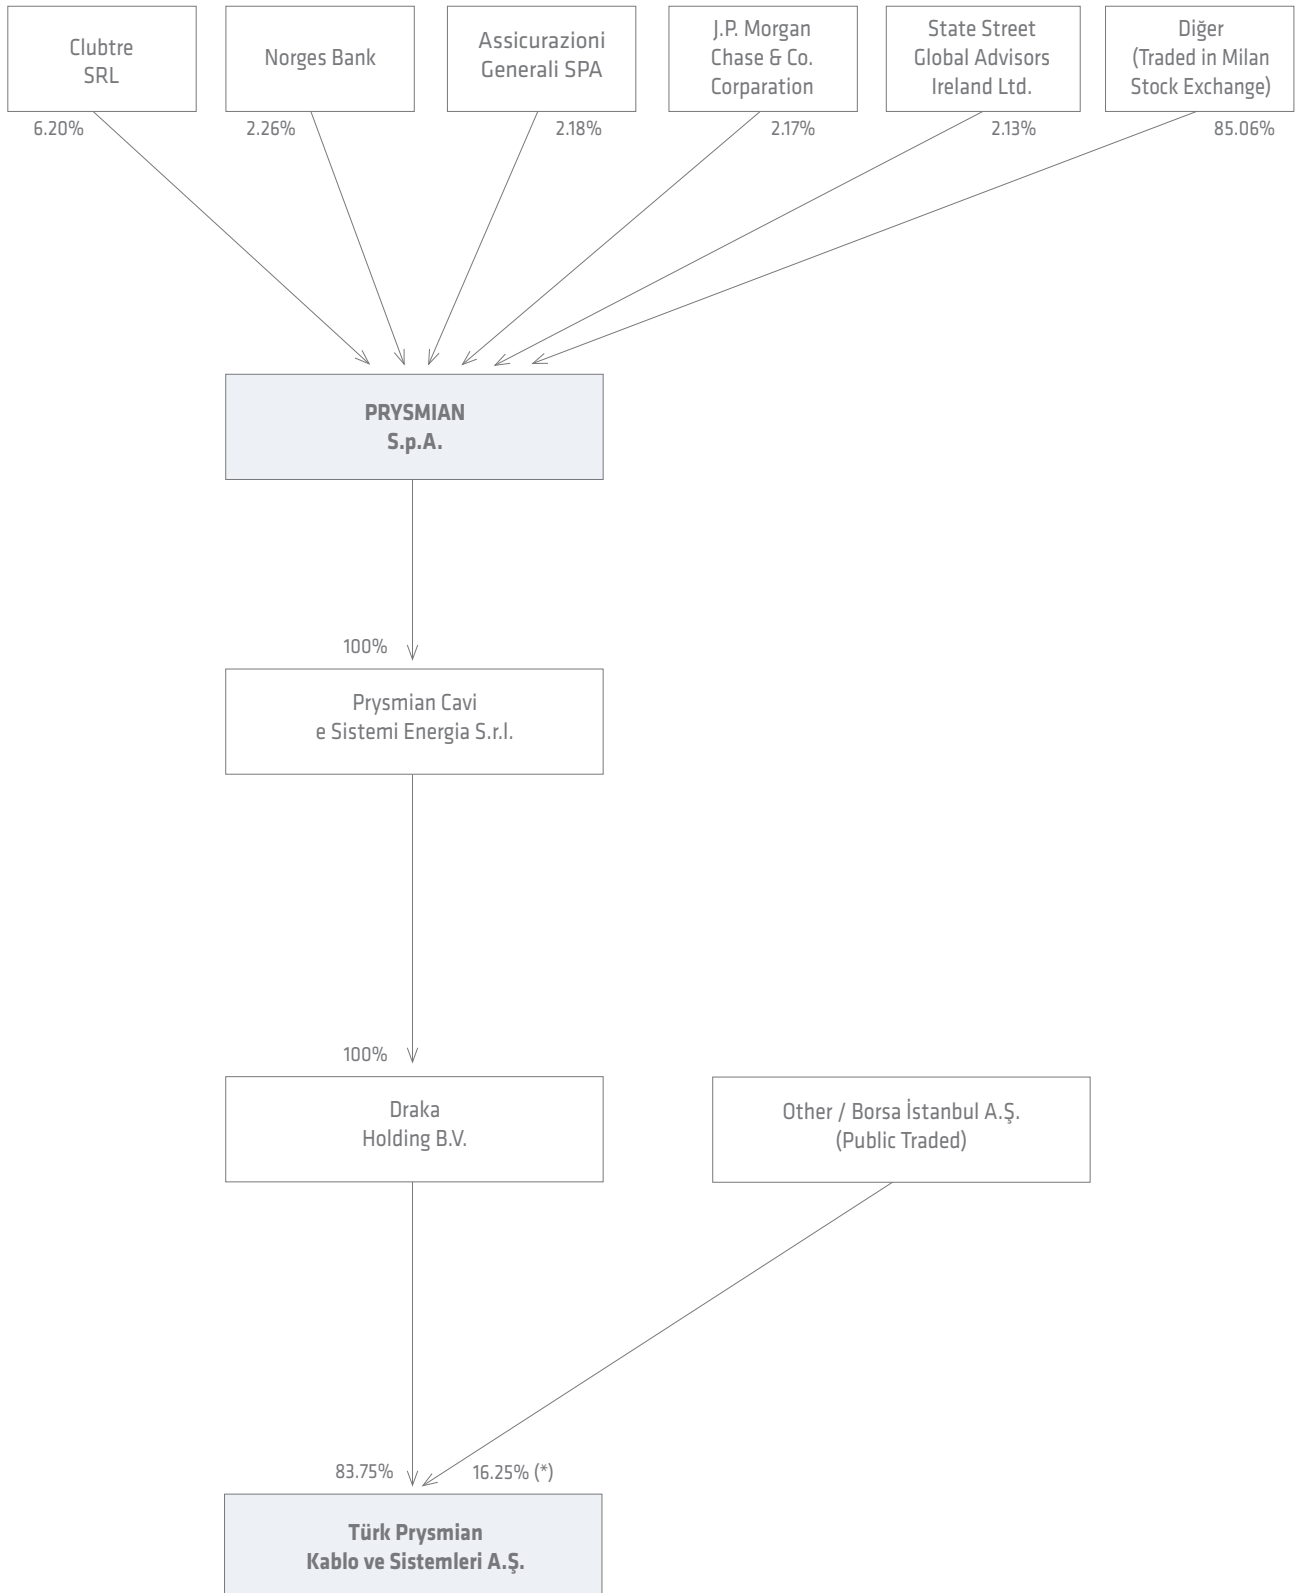 Clubtre
SRL
Norges Bank
Assicurazioni
Generali SPA
J.P. Morgan
Chase & Co.
Corparation
State Street
Global Advisors
Ireland Ltd.
Diğer
(Traded in Milan
Stock Exchange)
6.20%
2.26%
2.18%
2.17%
2.13%
85.06%
PRYSMIAN
S.p.A.
100%
Prysmian Cavi
e Sistemi Energia S.r.l.
100%
Draka
Holding B.V.
Other / Borsa İstanbul A.Ş.
(Public Traded)
83.75%
16.25% (*)
Türk Prysmian
Kablo ve Sistemleri A.Ş.